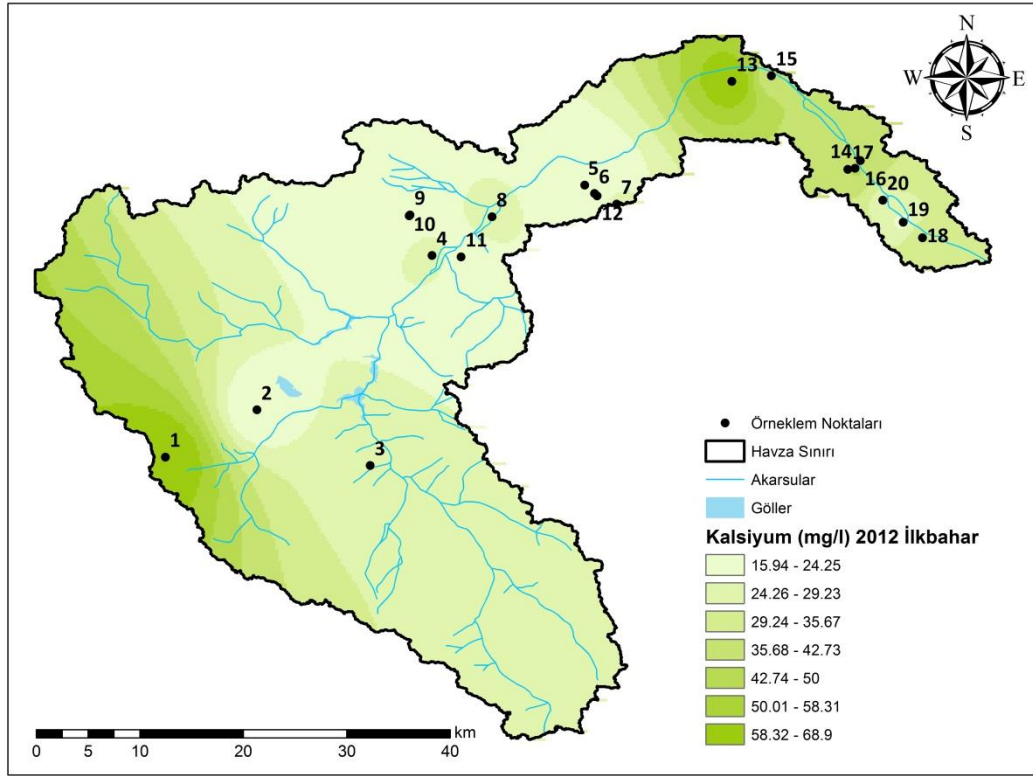 N
W E
S
13
15
14
17
16
5
6
7
20
9
12
10
8
19
4
11
18
2
1
3
Örneklem Noktaları
Havza Sınırı
Akarsular
Göller
Kalsiyum (mg/l) 2012 İlkbahar
15.94 - 24.25
24.26 - 29.23
29.24 - 35.67
35.68 - 42.73
42.74 - 50
50.01 - 58.31
58.32 - 68.9
km
0 5 10 20 30 40